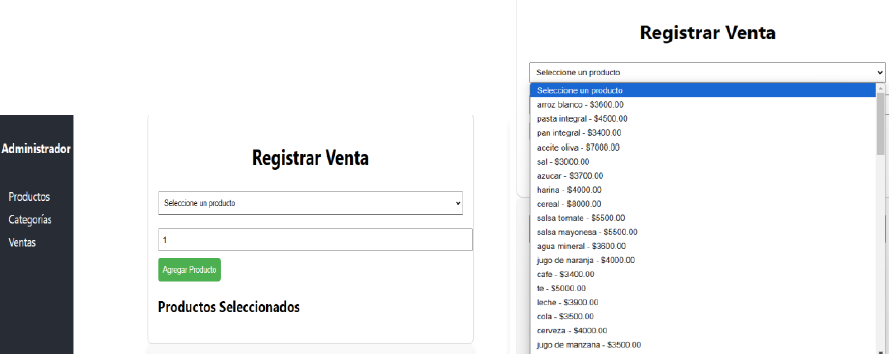 Administrador
Productos
Categorías
Ventas
Registrar Venta
Seleccione un producto
1
Agregar Producto
Productos Seleccionados
Registrar Venta
Seleccione un producto
Seleccione un producto
arroz blanco - $3600.00
pasta integral - $4500.00
pan integral - $3400.00
aceite oliva - $7000.00
sal - $3000.00
azucar - $3700.00
harina - $4000.00
cereal - $8000.00
salsa tomate - $5500.00
salsa mayonesa - $5500.00
agua mineral - $3600.00
jugo de naranja - $4000.00
cafe - $3400.00
te - $5000.00
leche - $3900.00
cola - $3500.00
cerveza - $4000.00
jugo de manzana - $3500.00